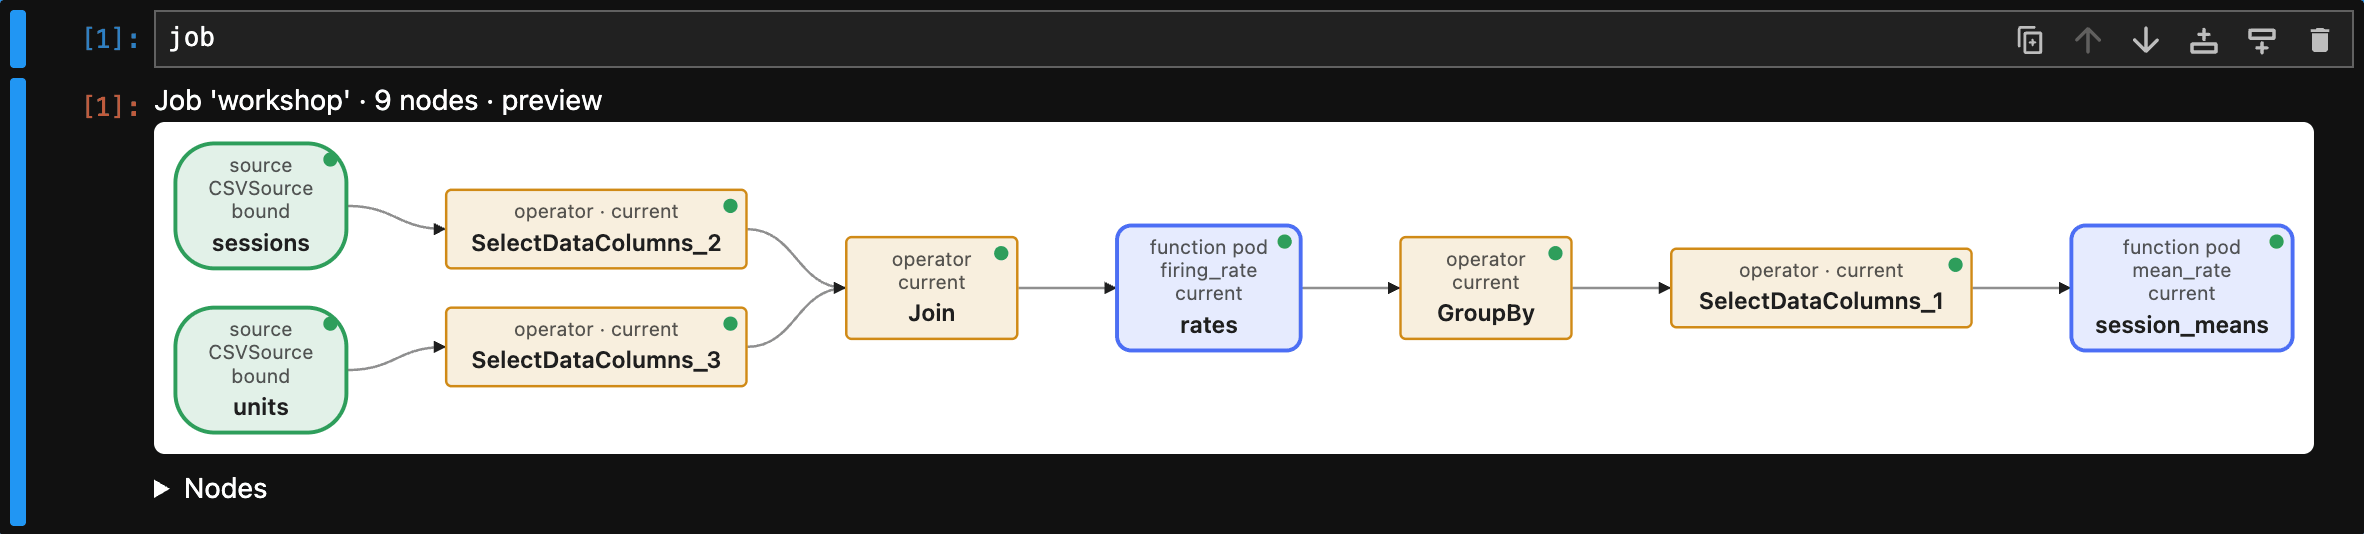 [1]:
job
[1]:
Job 'workshop' · 9 nodes · preview
source
CSVSource
bound
sessions
source
CSVSource
bound
units
operator · current
SelectDataColumns_2
operator · current
SelectDataColumns_3
operator
current
Join
function pod
firing_rate
current
rates
operator
current
GroupBy
operator · current
SelectDataColumns_1
function pod
mean_rate
current
session_means
Nodes